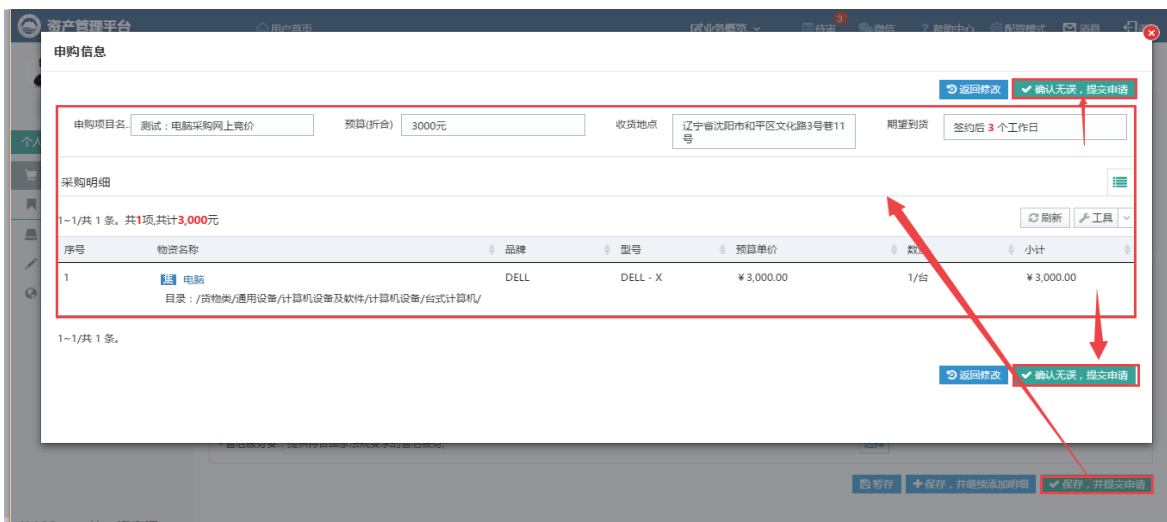 资产管理平台 用户首页 业务概览 待审 3 微信 ? 帮助中心 配置模式 消息
申购信息
返回修改 确认无误，提交申请
申购项目名.. 测试：电脑采购网上竞价 预算(折合) 3000元 收货地点 辽宁省沈阳市和平区文化路3号巷11 期望到货 签约后 3 个工作日
号
个人
采购明细
1~1/共 1 条。共1项,共计3,000元 刷新 工具
序号 物资名称 品牌 型号 预算单价 数量 小计
1 电脑 DELL DELL - X ¥3,000.00 1/台 ¥3,000.00
目录：/货物类/通用设备/计算机设备及软件/计算机设备/台式计算机/
1~1/共 1 条。
返回修改 确认无误，提交申请
选择
暂存 保存，并继续添加明细 保存，并提交申请